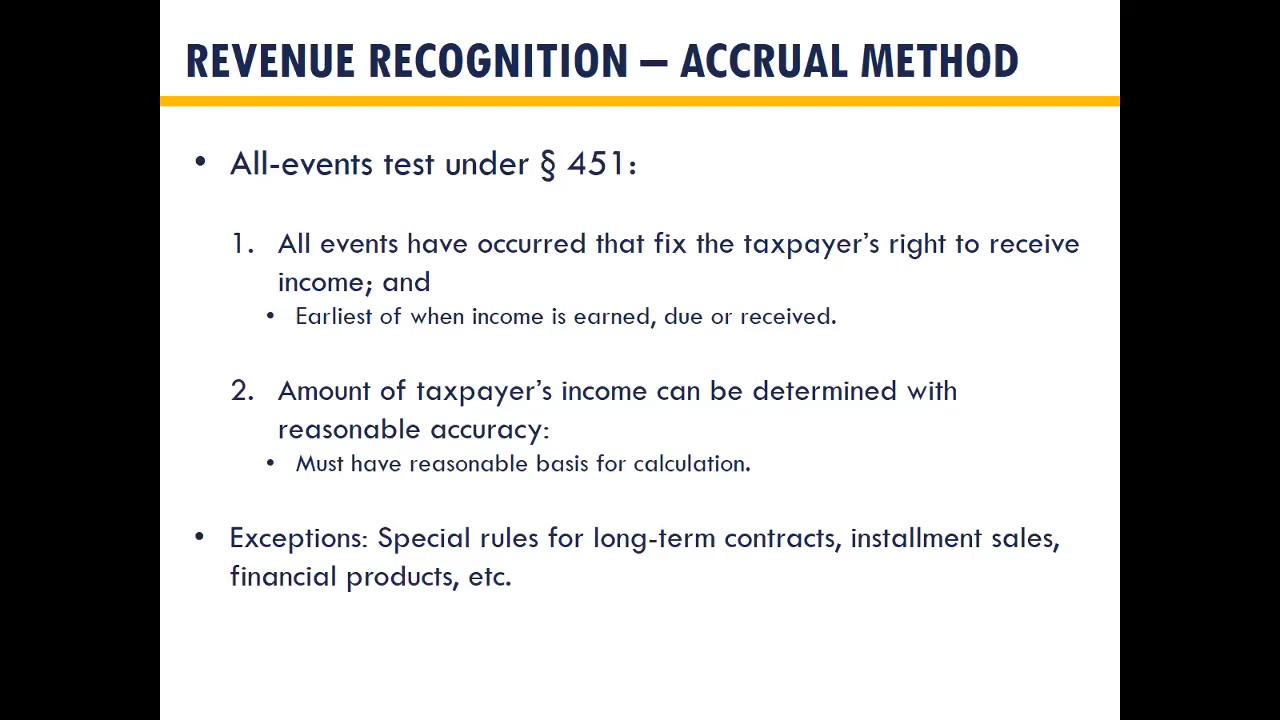 REVENUE RECOGNITION – ACCRUAL METHOD
• All-events test under § 451:
1. All events have occurred that fix the taxpayer’s right to receive
income; and
• Earliest of when income is earned, due or received.
2. Amount of taxpayer’s income can be determined with
reasonable accuracy:
• Must have reasonable basis for calculation.
• Exceptions: Special rules for long-term contracts, installment sales,
financial products, etc.